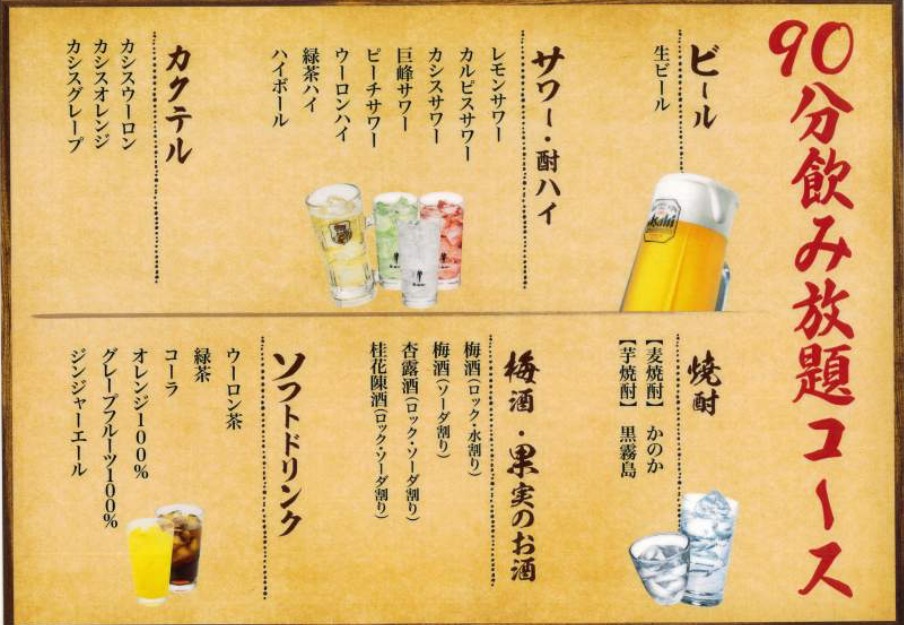 90分飲み放題コース
ビール
生ビール
Asahi
サワー・酎ハイ
レモンサワー
カルピスサワー
カシスサワー
巨峰サワー
ピーチサワー
ウーロンハイ
緑茶ハイ
ハイボール
カクテル
カシスウーロン
カシスオレンジ
カシスグレープ
焼酎
【麦焼酎】 かのか
【芋焼酎】 黒霧島
梅酒・果実のお酒
梅酒(ロック・水割り)
梅酒(ソーダ割り)
杏露酒(ロック・ソーダ割り)
桂花陳酒(ロック・ソーダ割り)
ソフトドリンク
ウーロン茶
緑茶
コーラ
オレンジ100%
グレープフルーツ100%
ジンジャーエール